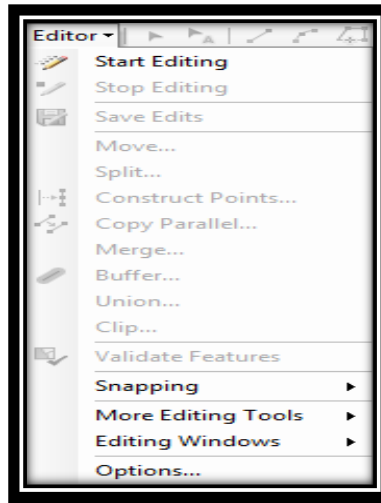 Editor
Start Editing
Stop Editing
Save Edits
Move...
Split...
Construct Points...
Copy Parallel...
Merge...
Buffer...
Union...
Clip...
Validate Features
Snapping
More Editing Tools
Editing Windows
Options...